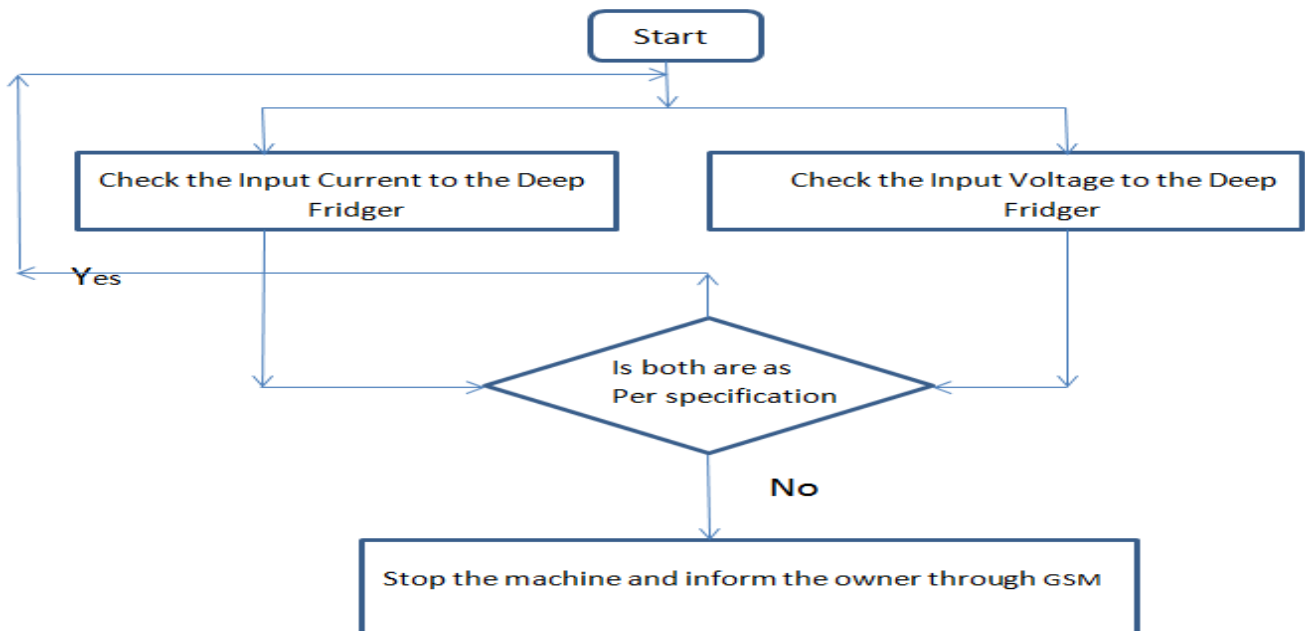 Start
Check the Input Current to the Deep
Fridger
Check the Input Voltage to the Deep
Fridger
Yes
Is both are as
Per specification
No
Stop the machine and inform the owner through GSM